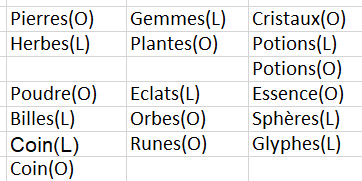 Pierres(O) Gemmes(L) Cristaux(O)
Herbes(L) Plantes(O) Potions(L)
Potions(O)
Poudre(O) Eclats(L) Essence(O)
Billes(L) Orbes(O) Sphères(L)
Coin(L) Runes(O) Glyphes(L)
Coin(O)